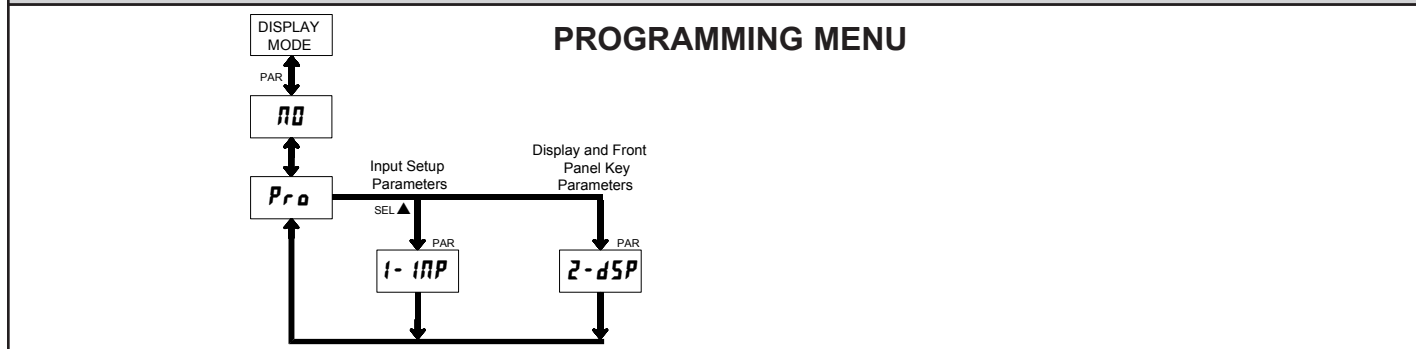 DISPLAY
MODE
PROGRAMMING MENU
PAR
NO
Pro
Input Setup
Parameters
Display and Front
Panel Key
Parameters
SEL▲
PAR
PAR
1-INP
2-dSP